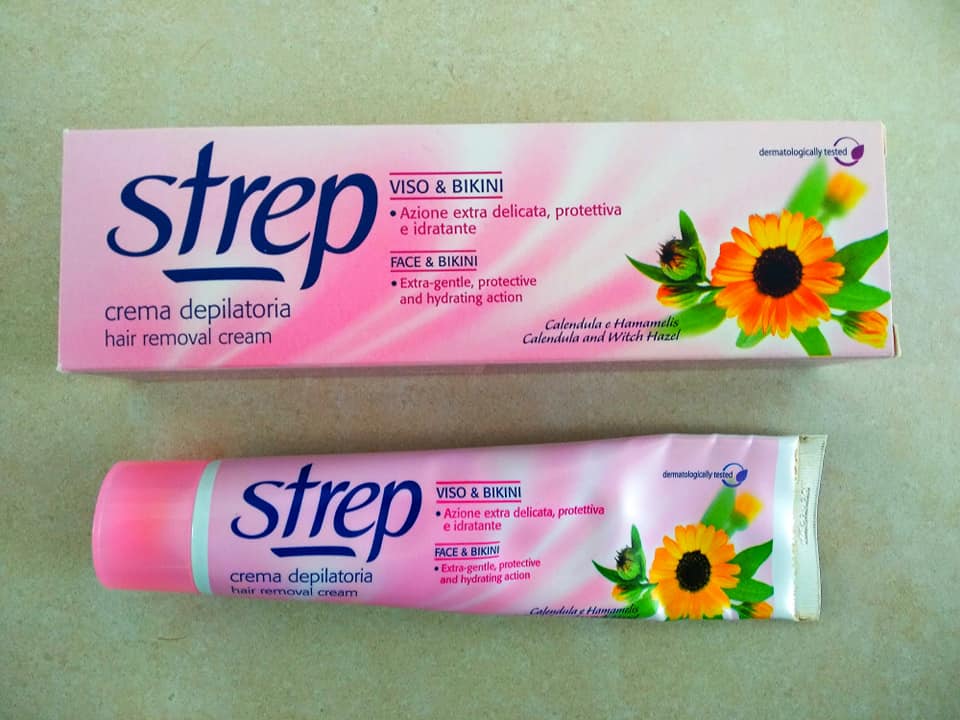 strep
crema depilatoria
hair removal cream
VISO & BIKINI
• Azione extra delicata, protettiva
e idratante
FACE & BIKINI
• Extra-gentle, protective
and hydrating action
dermatologically tested
Calendula e Hamamelis
Calendula and Witch Hazel
strep
crema depilatoria
hair removal cream
VISO & BIKINI
• Azione extra delicata, protettiva
e idratante
FACE & BIKINI
• Extra-gentle, protective
and hydrating action
dermatologically tested
Calendula e Hamamelis